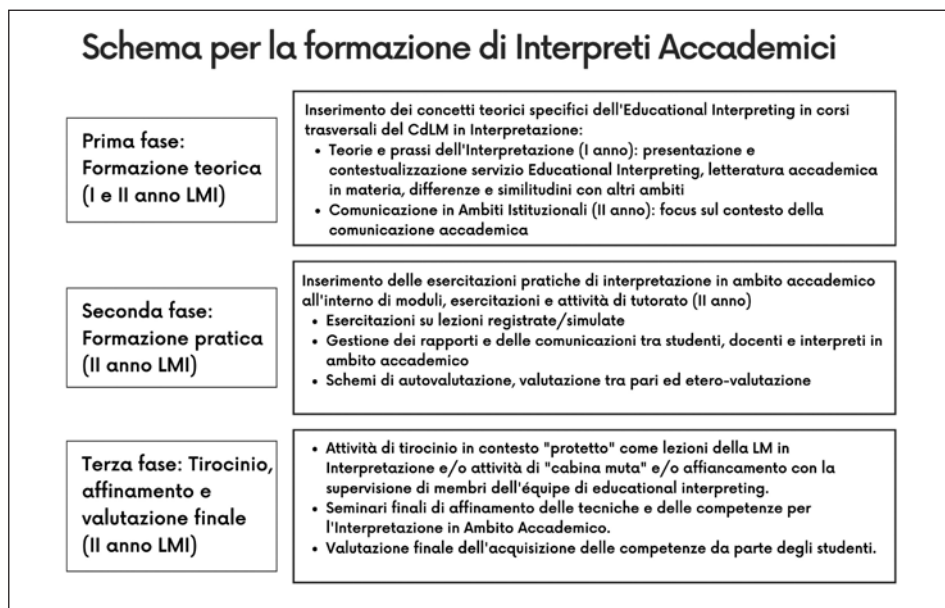 Schema per la formazione di Interpreti Accademici
Prima fase:
Formazione teorica
(I e II anno LMI)
Inserimento dei concetti teorici specifici dell'Educational Interpreting in corsi
trasversali del CdLM in Interpretazione:
• Teorie e prassi dell'Interpretazione (I anno): presentazione e
contestualizzazione servizio Educational Interpreting, letteratura accademica
in materia, differenze e similitudini con altri ambiti
• Comunicazione in Ambiti Istituzionali (II anno): focus sul contesto della
comunicazione accademica
Seconda fase:
Formazione pratica
(II anno LMI)
Inserimento delle esercitazioni pratiche di interpretazione in ambito accademico
all'interno di moduli, esercitazioni e attività di tutorato (II anno)
• Esercitazioni su lezioni registrate/simulate
• Gestione dei rapporti e delle comunicazioni tra studenti, docenti e interpreti in
ambito accademico
• Schemi di autovalutazione, valutazione tra pari ed etero-valutazione
Terza fase: Tirocinio,
affinamento e
valutazione finale
(II anno LMI)
• Attività di tirocinio in contesto "protetto" come lezioni della LM in
Interpretazione e/o attività di "cabina muta" e/o affiancamento con la
supervisione di membri dell'équipe di educational interpreting.
• Seminari finali di affinamento delle tecniche e delle competenze per
l'Interpretazione in Ambito Accademico.
• Valutazione finale dell'acquisizione delle competenze da parte degli studenti.